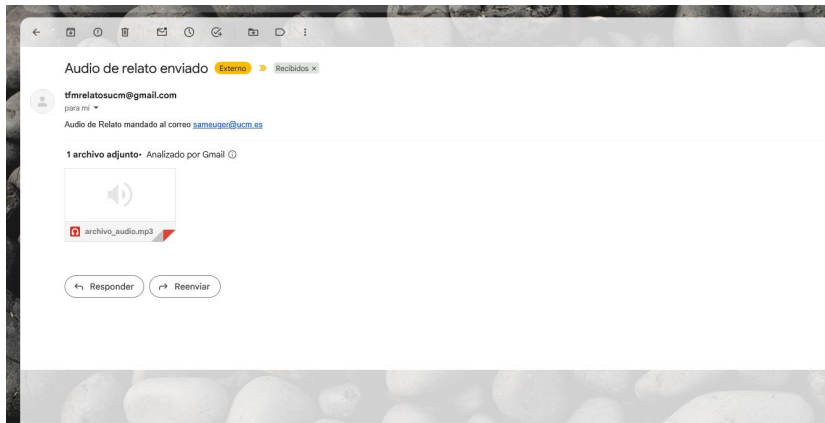 Audio de relato enviado Externo Recibidos ×
tfmrelatosucm@gmail.com
para mí
Audio de Relato mandado al correo sameuger@ucm.es
1 archivo adjunto • Analizado por Gmail
archivo_audio.mp3
Responder Reenviar